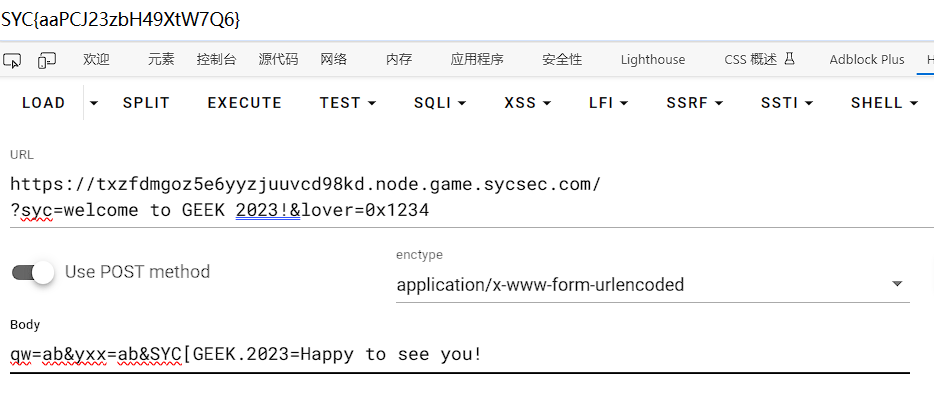 SYC{aaPCJ23zbH49XtW7Q6}
欢迎 元素 控制台 源代码 网络 内存 应用程序 安全性 Lighthouse CSS 概述 Adblock Plus H
LOAD SPLIT EXECUTE TEST SQLI XSS LFI SSRF SSTI SHELL
URL
https://txzfdmgoz5e6yyzjuuvcd98kd.node.game.sycsec.com/
?syc=welcome to GEEK 2023!&lover=0x1234
Use POST method
enctype
application/x-www-form-urlencoded
Body
qw=ab&yxx=ab&SYC[GEEK.2023=Happy to see you!